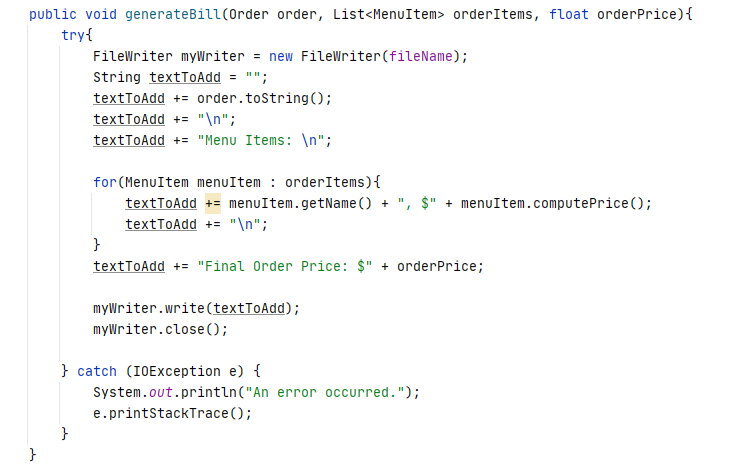 public void generateBill(Order order, List<MenuItem> orderItems, float orderPrice){
try{
FileWriter myWriter = new FileWriter(fileName);
String textToAdd = "";
textToAdd += order.toString();
textToAdd += "\n";
textToAdd += "Menu Items: \n";
for(MenuItem menuItem : orderItems){
textToAdd += menuItem.getName() + ", $" + menuItem.computePrice();
textToAdd += "\n";
}
textToAdd += "Final Order Price: $" + orderPrice;
myWriter.write(textToAdd);
myWriter.close();
} catch (IOException e) {
System.out.println("An error occurred.");
e.printStackTrace();
}
}